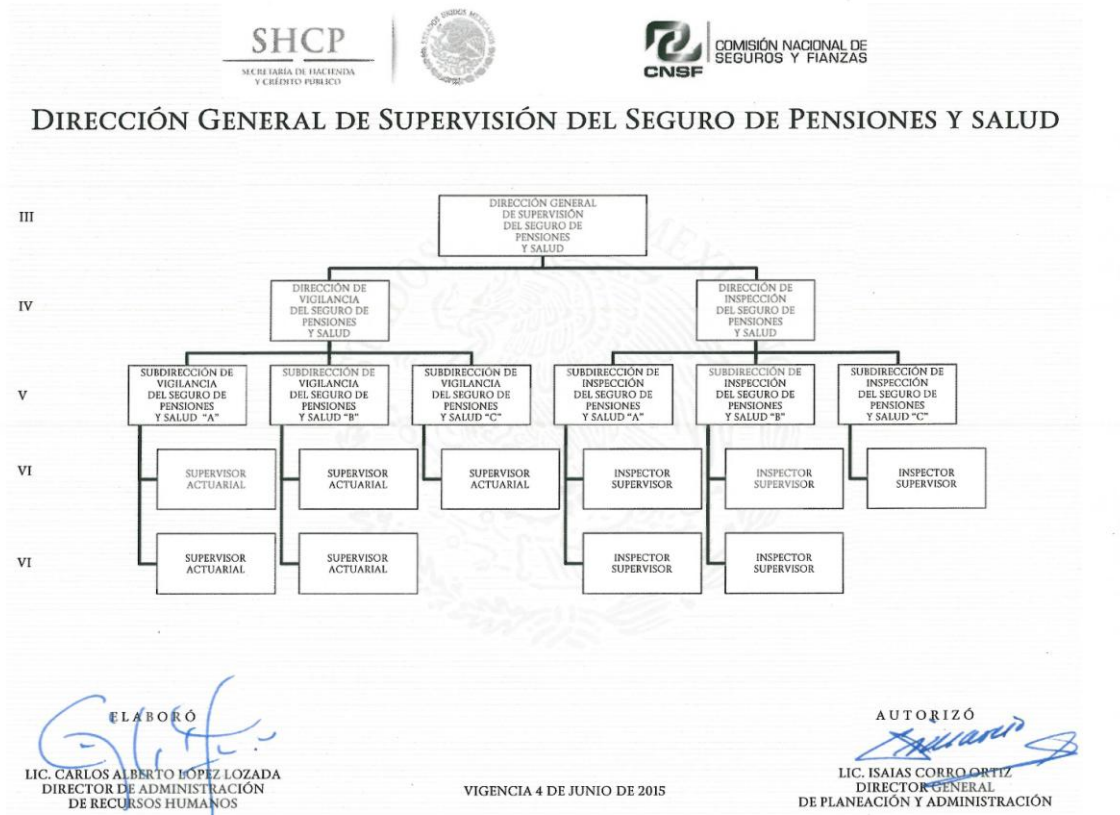 SHCP
SECRETARÍA DE HACIENDA
Y CRÉDITO PÚBLICO
ESTADOS UNIDOS MEXICANOS
CNSF
COMISIÓN NACIONAL DE
SEGUROS Y FIANZAS
DIRECCIÓN GENERAL DE SUPERVISIÓN DEL SEGURO DE PENSIONES Y SALUD
III
DIRECCIÓN GENERAL
DE SUPERVISIÓN
DEL SEGURO DE
PENSIONES
Y SALUD
IV
DIRECCIÓN DE
VIGILANCIA
DEL SEGURO DE
PENSIONES
Y SALUD
DIRECCIÓN DE
INSPECCIÓN
DEL SEGURO DE
PENSIONES
Y SALUD
V
SUBDIRECCIÓN DE
VIGILANCIA
DEL SEGURO DE
PENSIONES
Y SALUD "A"
SUBDIRECCIÓN DE
VIGILANCIA
DEL SEGURO DE
PENSIONES
Y SALUD "B"
SUBDIRECCIÓN DE
VIGILANCIA
DEL SEGURO DE
PENSIONES
Y SALUD "C"
SUBDIRECCIÓN DE
INSPECCIÓN
DEL SEGURO DE
PENSIONES
Y SALUD "A"
SUBDIRECCIÓN DE
INSPECCIÓN
DEL SEGURO DE
PENSIONES
Y SALUD "B"
SUBDIRECCIÓN DE
INSPECCIÓN
DEL SEGURO DE
PENSIONES
Y SALUD "C"
VI
SUPERVISOR
ACTUARIAL
SUPERVISOR
ACTUARIAL
SUPERVISOR
ACTUARIAL
INSPECTOR
SUPERVISOR
INSPECTOR
SUPERVISOR
INSPECTOR
SUPERVISOR
VI
SUPERVISOR
ACTUARIAL
SUPERVISOR
ACTUARIAL
INSPECTOR
SUPERVISOR
INSPECTOR
SUPERVISOR
ELABORÓ
LIC. CARLOS ALBERTO LÓPEZ LOZADA
DIRECTOR DE ADMINISTRACIÓN
DE RECURSOS HUMANOS
VIGENCIA 4 DE JUNIO DE 2015
AUTORIZÓ
LIC. ISAIAS CORRO ORTIZ
DIRECTOR GENERAL
DE PLANEACIÓN Y ADMINISTRACIÓN